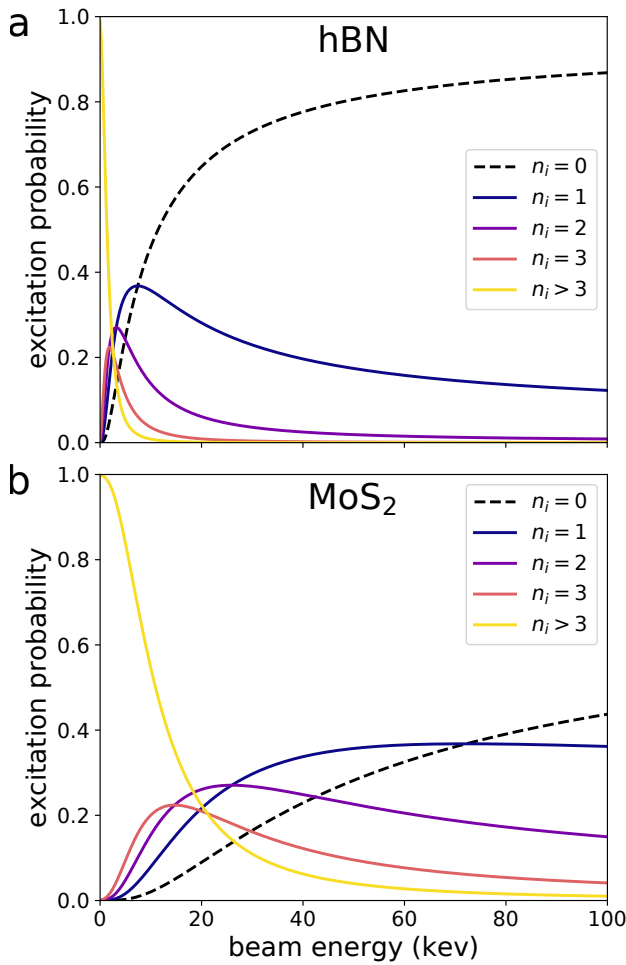 a
hBN
1.0
0.8
0.6
0.4
0.2
0.0
excitation probability
n_i = 0
n_i = 1
n_i = 2
n_i = 3
n_i > 3
b
MoS₂
1.0
0.8
0.6
0.4
0.2
0.0
excitation probability
n_i = 0
n_i = 1
n_i = 2
n_i = 3
n_i > 3
0 20 40 60 80 100
beam energy (kev)